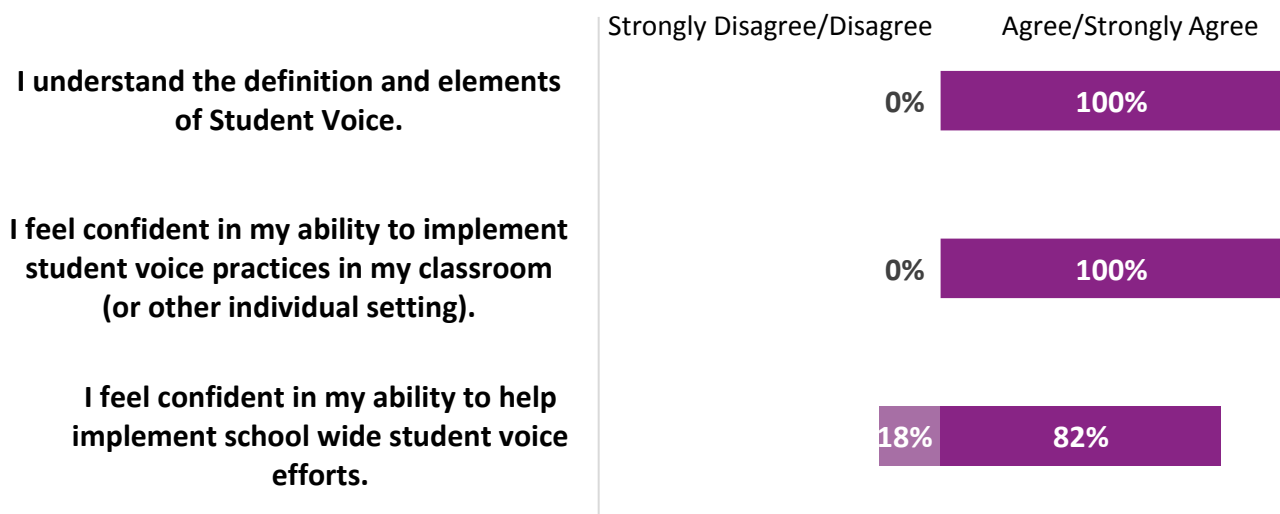 Strongly Disagree/Disagree Agree/Strongly Agree
I understand the definition and elements
of Student Voice.
0% 100%
I feel confident in my ability to implement
student voice practices in my classroom
(or other individual setting).
0% 100%
I feel confident in my ability to help
implement school wide student voice
efforts.
18% 82%